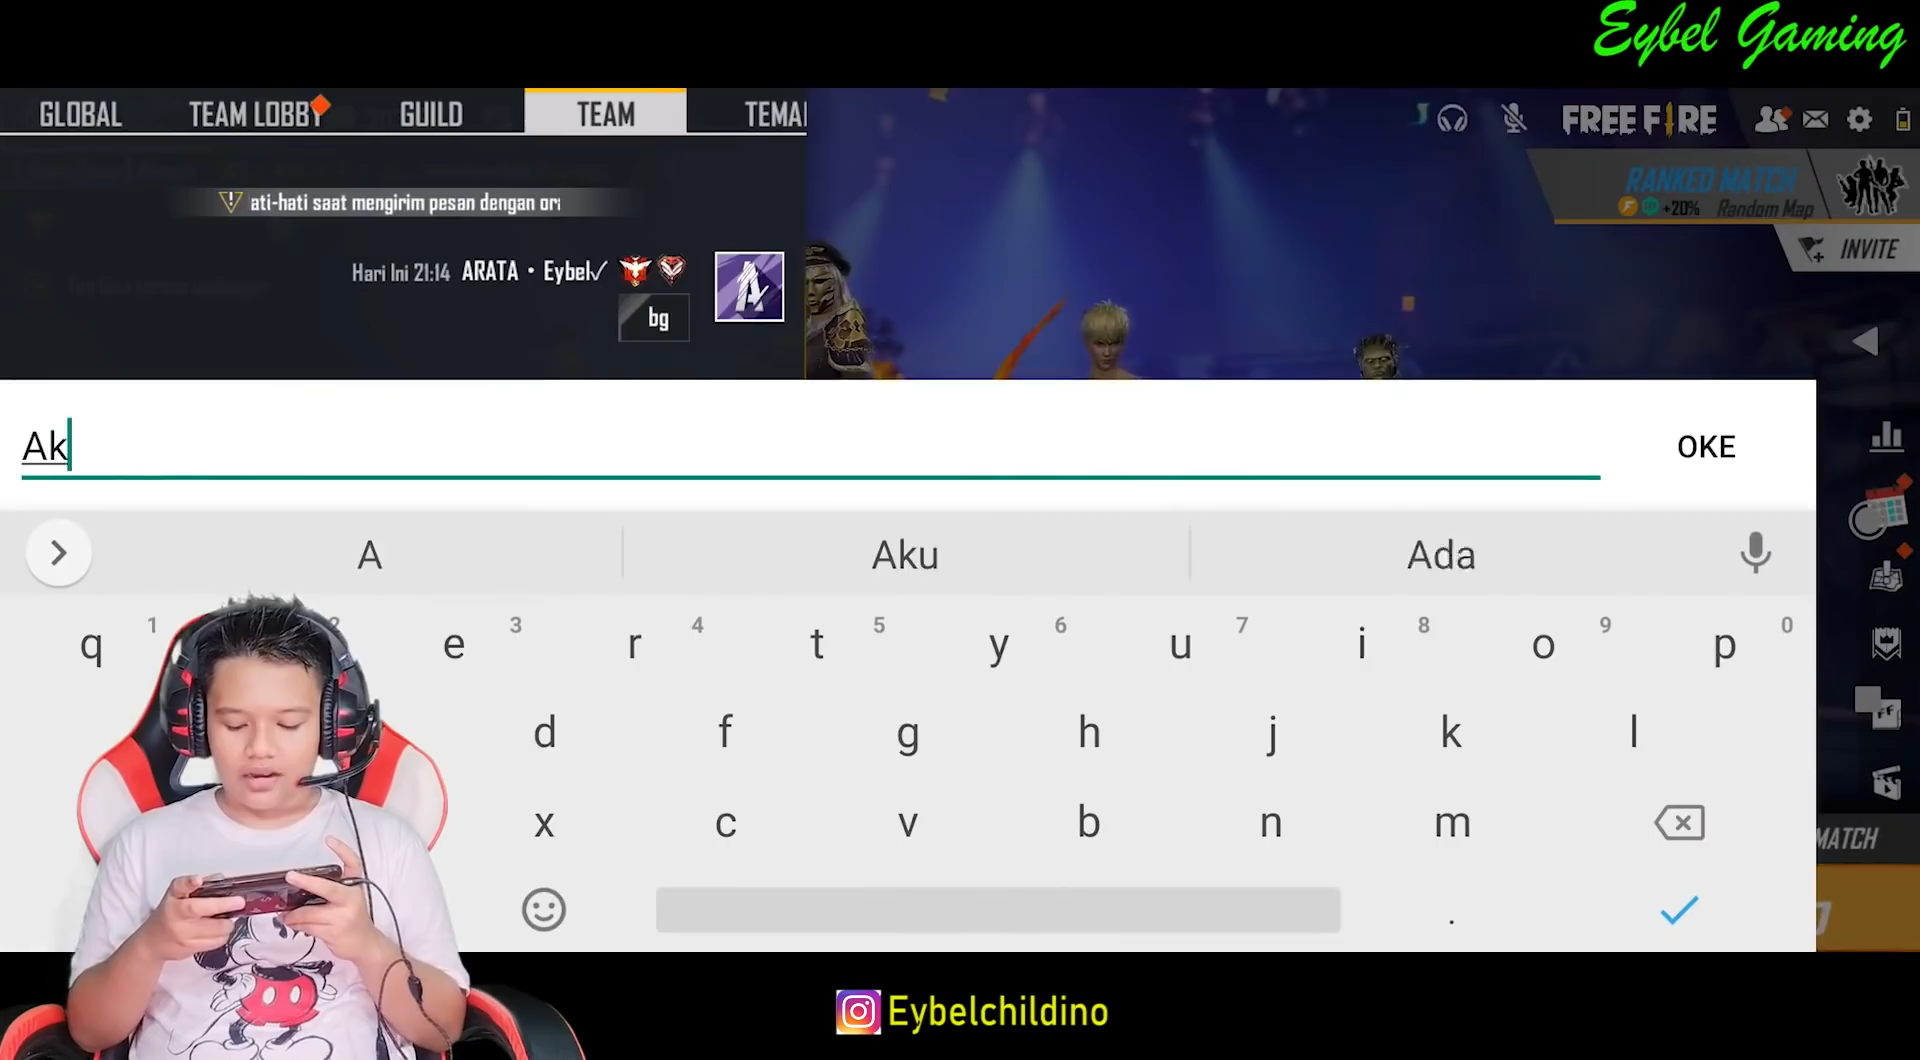 Eybel Gaming
GLOBAL TEAM LOBBY GUILD TEAM TEMA
FREE FIRE
RANKED MATCH
+20% Random Map
INVITE
ati-hati saat mengirim pesan dengan or
Hari Ini 21:14 ARATA • Eybel✓
bg
Ak
OKE
A Aku Ada
q 1 2 e 3 r 4 t 5 y 6 u 7 i 8 o 9 p 0
d f g h j k l
x c v b n m
.
MATCH
Eybelchildino